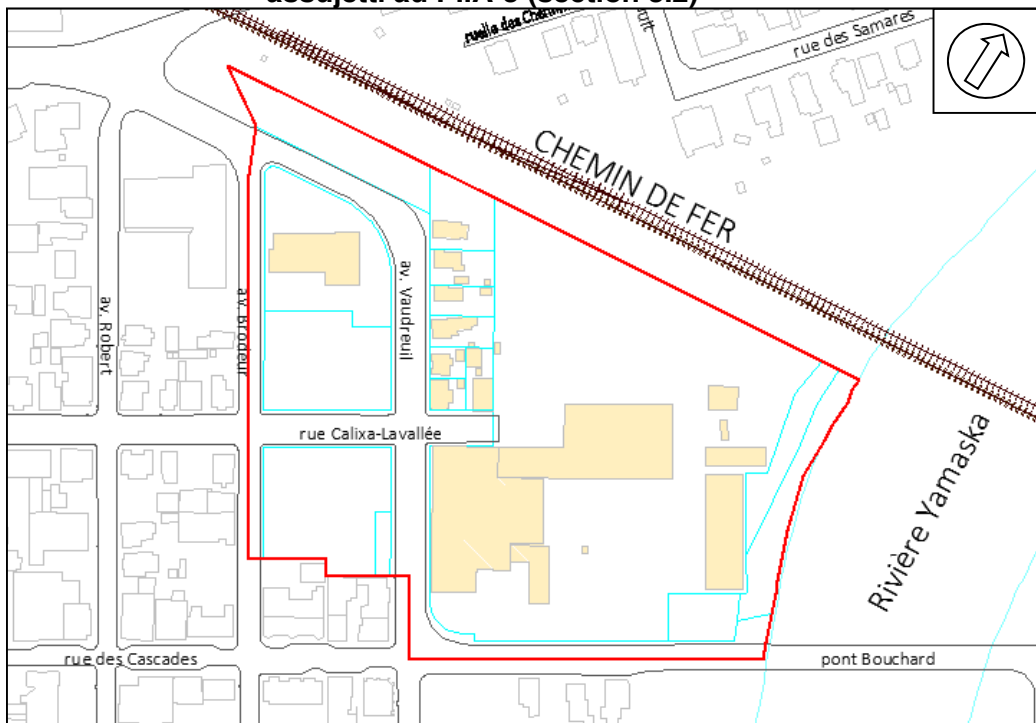 rue des Samares
CHEMIN DE FER
av. Vaudreuil
av. Robert
av. Brodeur
rue Calixa-Lavallée
Rivière Yamaska
rue des Cascades
pont Bouchard